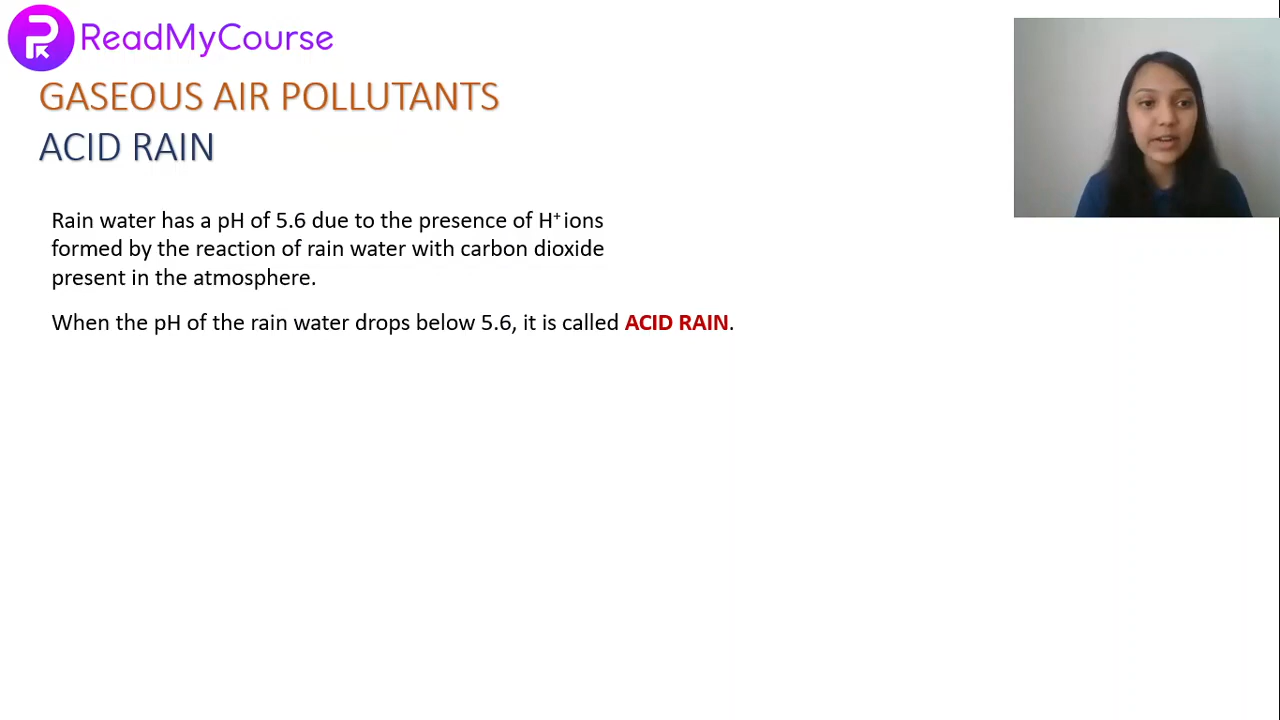 ReadMyCourse
GASEOUS AIR POLLUTANTS
ACID RAIN
Rain water has a pH of 5.6 due to the presence of H⁺ ions
formed by the reaction of rain water with carbon dioxide
present in the atmosphere.
When the pH of the rain water drops below 5.6, it is called ACID RAIN.